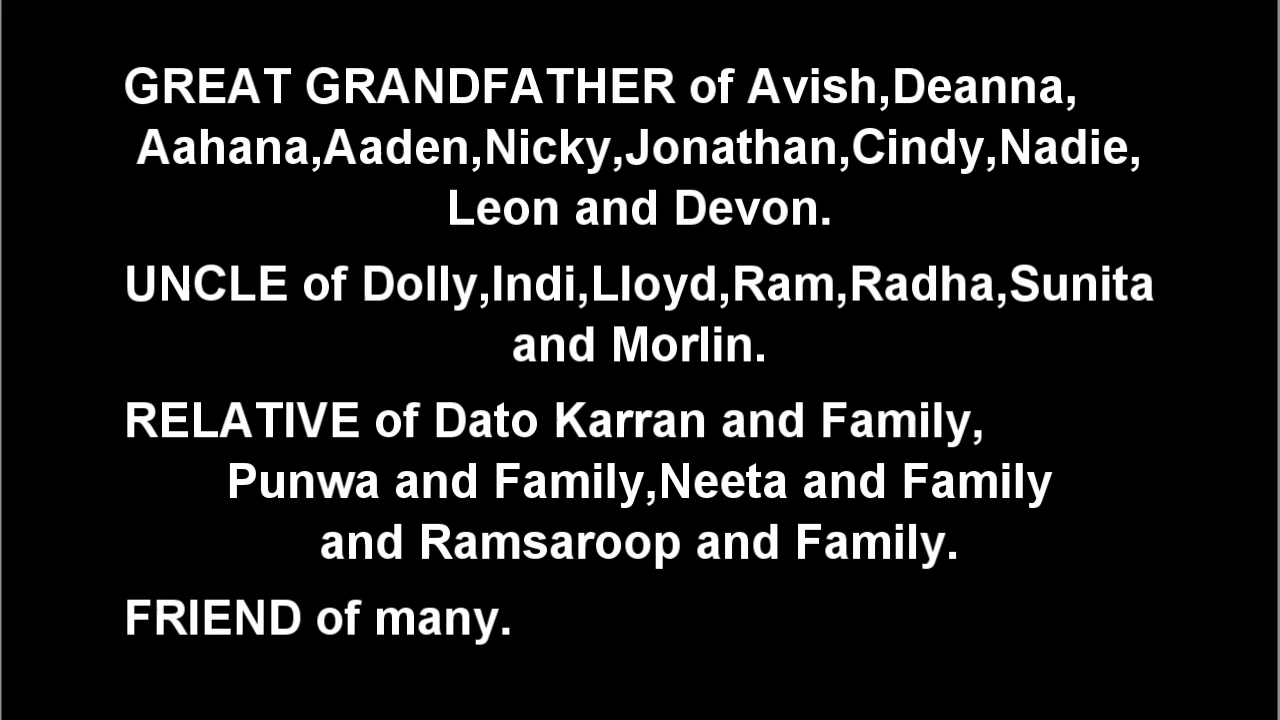 GREAT GRANDFATHER of Avish,Deanna,
Aahana,Aaden,Nicky,Jonathan,Cindy,Nadie,
Leon and Devon.
UNCLE of Dolly,Indi,Lloyd,Ram,Radha,Sunita
and Morlin.
RELATIVE of Dato Karran and Family,
Punwa and Family,Neeta and Family
and Ramsaroop and Family.
FRIEND of many.